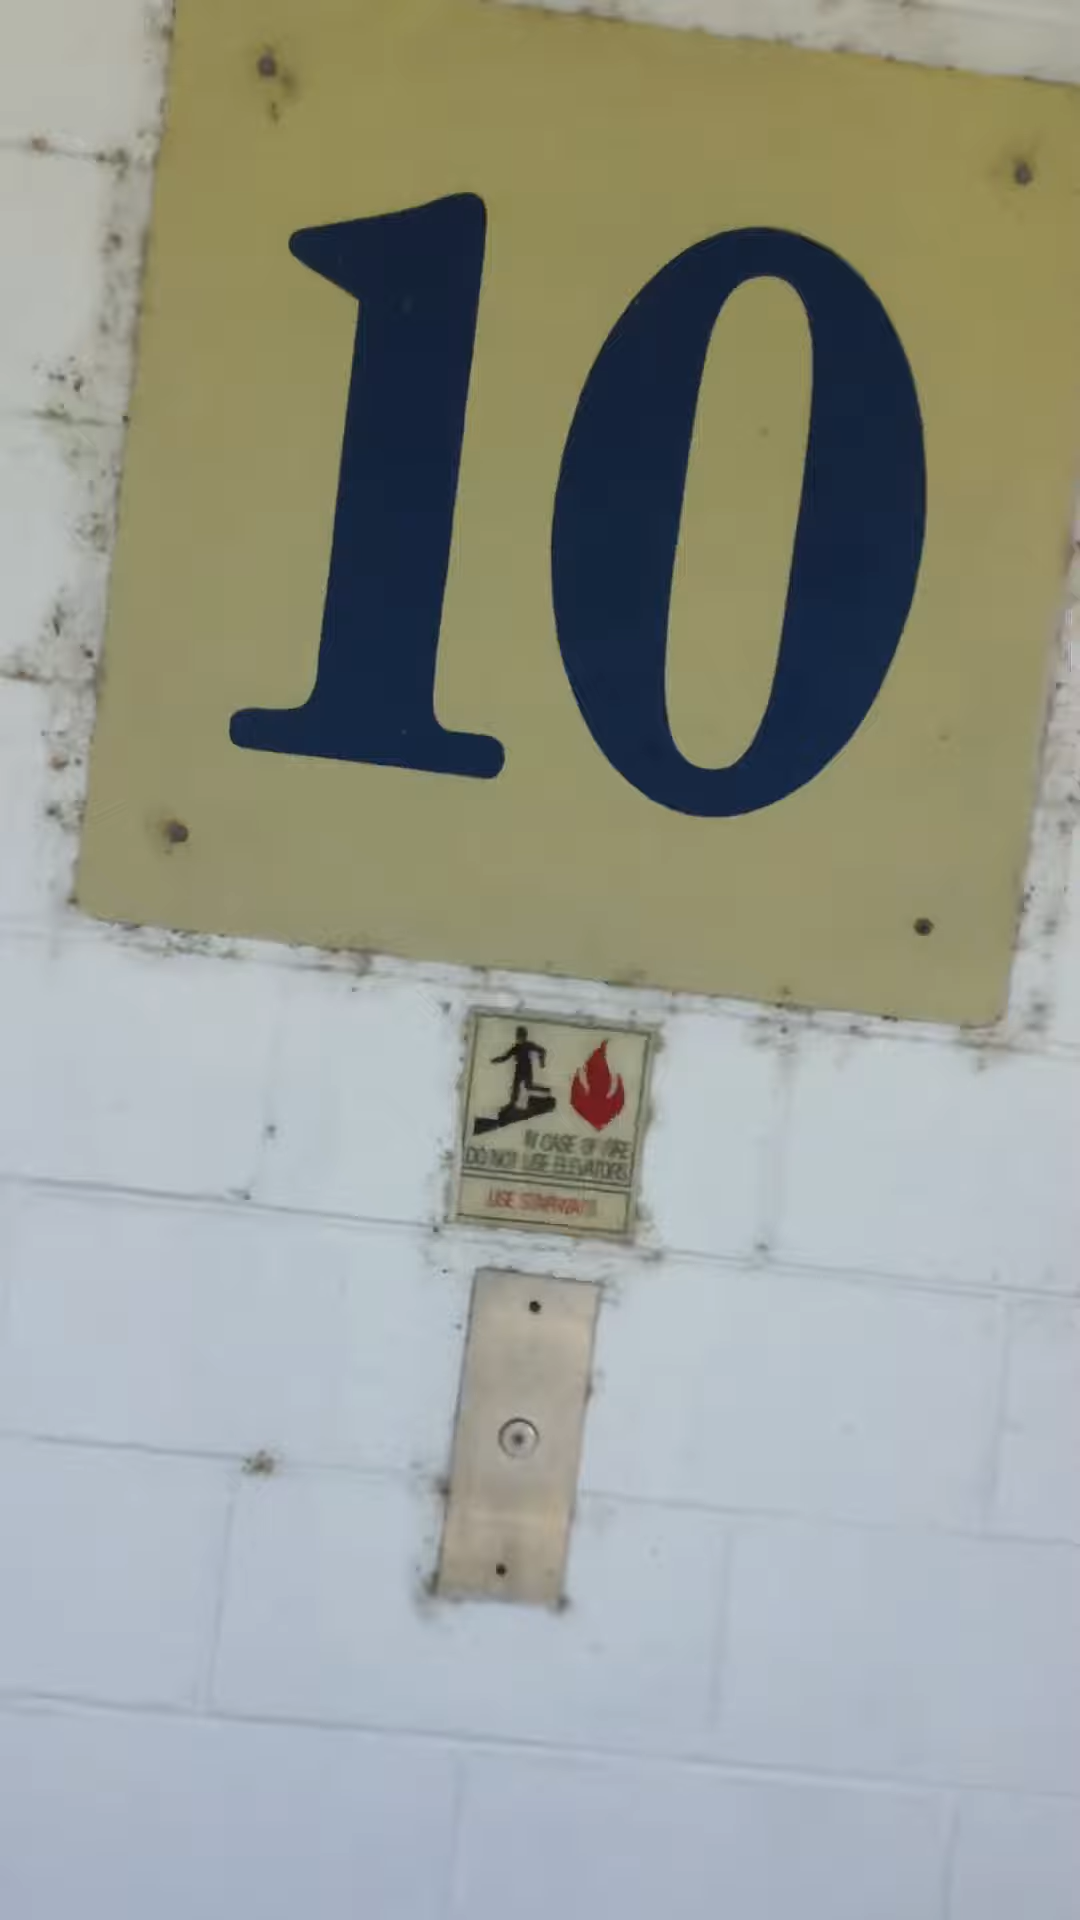 10
IN CASE OF FIRE
DO NOT USE ELEVATORS
USE STAIRWAYS